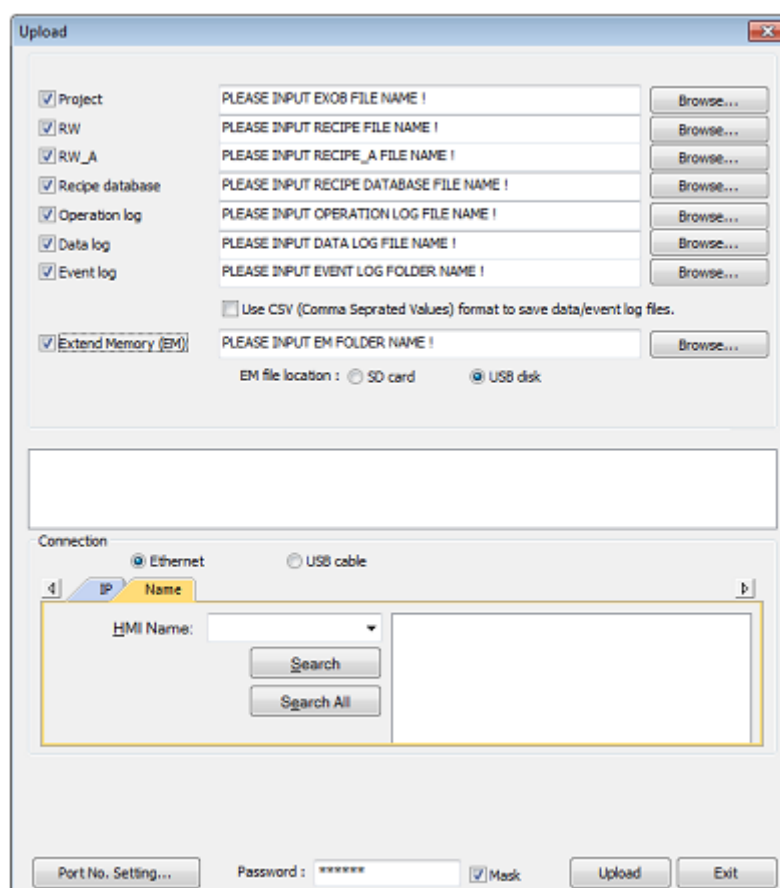 Upload
Project PLEASE INPUT EXOB FILE NAME ! Browse...
RW PLEASE INPUT RECIPE FILE NAME ! Browse...
RW_A PLEASE INPUT RECIPE_A FILE NAME ! Browse...
Recipe database PLEASE INPUT RECIPE DATABASE FILE NAME ! Browse...
Operation log PLEASE INPUT OPERATION LOG FILE NAME ! Browse...
Data log PLEASE INPUT DATA LOG FILE NAME ! Browse...
Event log PLEASE INPUT EVENT LOG FOLDER NAME ! Browse...
Use CSV (Comma Seprated Values) format to save data/event log files.
Extend Memory (EM) PLEASE INPUT EM FOLDER NAME ! Browse...
EM file location : SD card USB disk
Connection
Ethernet USB cable
IP Name
HMI Name:
Search
Search All
Port No. Setting... Password : ****** Mask Upload Exit